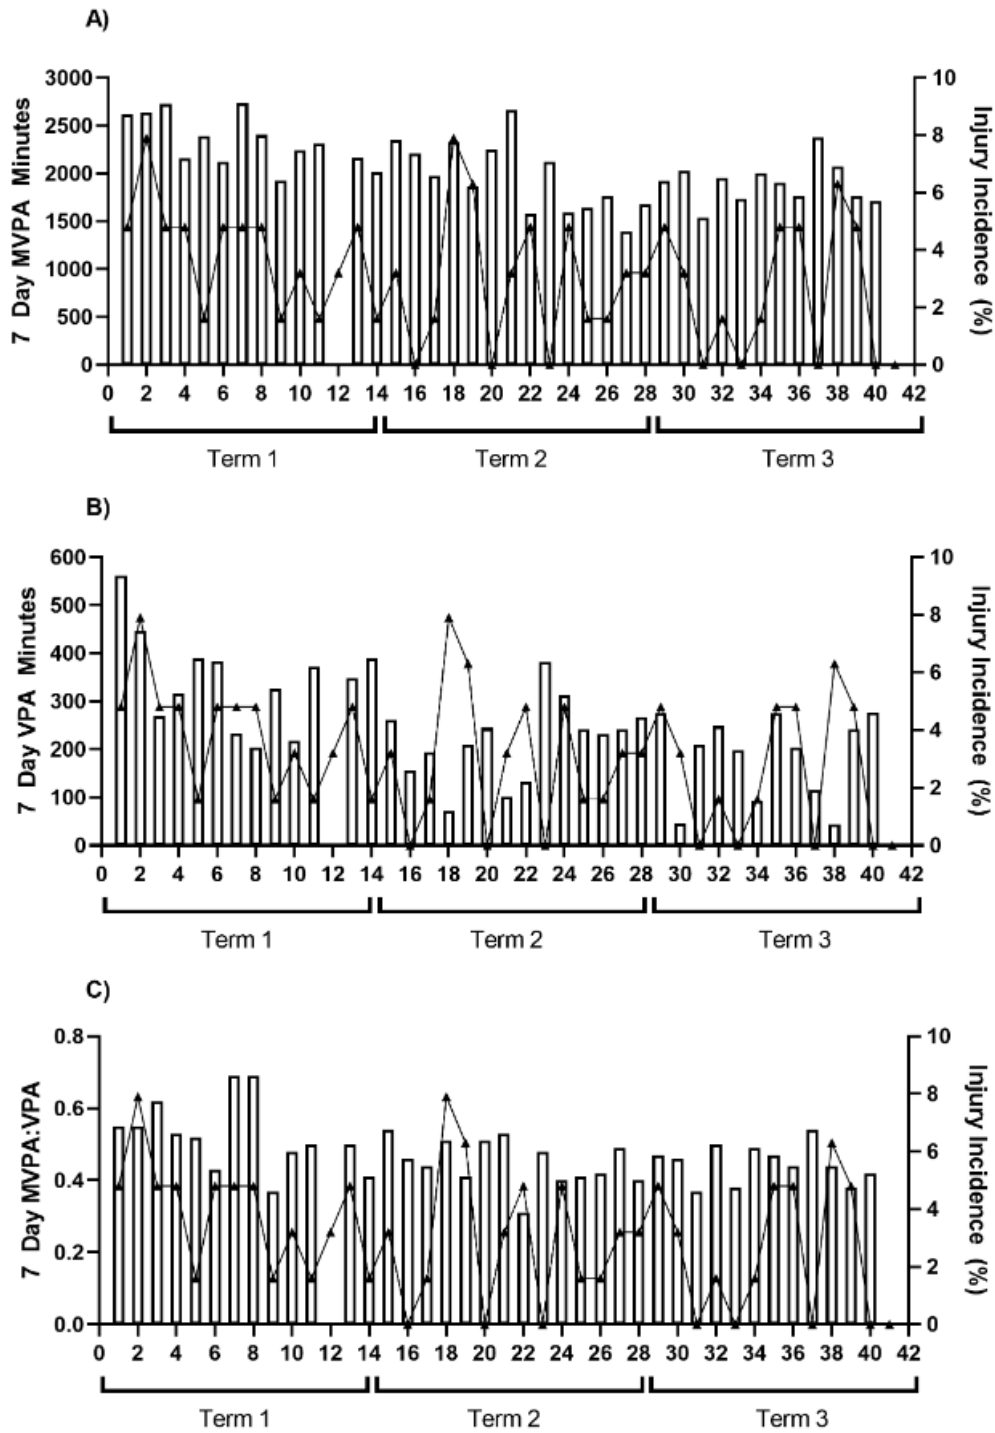 A)
7 Day MVPA Minutes
3000
2500
2000
1500
1000
500
0
10
8
6
4
2
0
Injury Incidence (%)
0 2 4 6 8 10 12 14 16 18 20 22 24 26 28 30 32 34 36 38 40 42
Term 1 Term 2 Term 3
B)
7 Day VPA Minutes
600
500
400
300
200
100
0
10
8
6
4
2
0
Injury Incidence (%)
0 2 4 6 8 10 12 14 16 18 20 22 24 26 28 30 32 34 36 38 40 42
Term 1 Term 2 Term 3
C)
7 Day MVPA:VPA
0.8
0.6
0.4
0.2
0.0
10
8
6
4
2
0
Injury Incidence (%)
0 2 4 6 8 10 12 14 16 18 20 22 24 26 28 30 32 34 36 38 40 42
Term 1 Term 2 Term 3